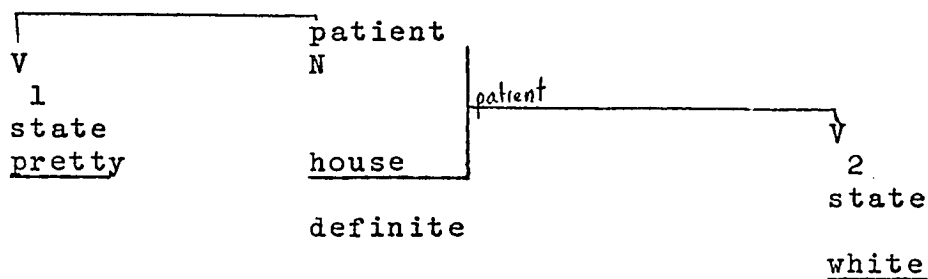 patient
V N
1 patient
state V
pretty house 2
state
definite
white